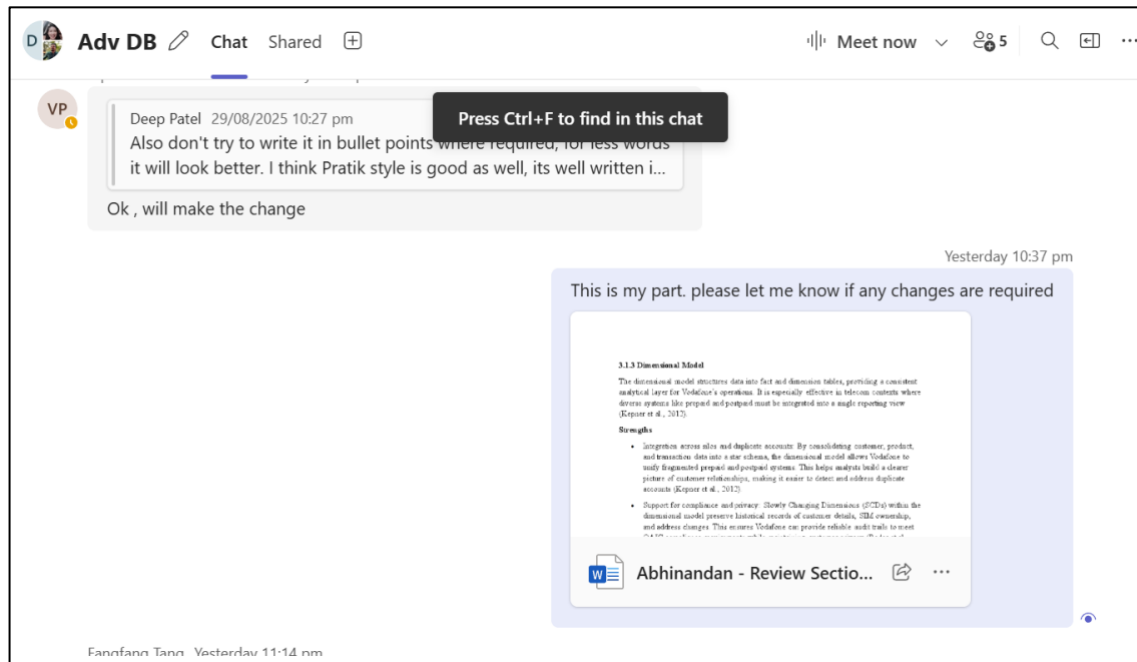 D Adv DB Chat Shared Meet now 5
VP
Deep Patel 29/08/2025 10:27 pm
Press Ctrl+F to find in this chat
Also don't try to write it in bullet points where required, for less words
it will look better. I think Pratik style is good as well, its well written i...
Ok , will make the change
Yesterday 10:37 pm
This is my part. please let me know if any changes are required
3.1.3 Dimensional Model
The dimensional model structures data into fact and dimension tables, providing a consistent
analytical layer for Vodafone's operations. It is especially effective in telecom contexts where
diverse systems like prepaid and postpaid must be integrated into a single reporting view
(Kepner et al., 2012).
Strengths
• Integration across silos and duplicate accounts: By consolidating customer, product,
and transaction data into a star schema, the dimensional model allows Vodafone to
unify fragmented prepaid and postpaid systems. This helps analysts build a clearer
picture of customer relationships, making it easier to detect and address duplicate
accounts (Kepner et al., 2012)
• Support for compliance and privacy: Slowly Changing Dimensions (SCDs) within the
dimensional model preserve historical records of customer details, SIM ownership,
and address changes. This ensures Vodafone can provide reliable audit trails to meet
W Abhinandan - Review Sectio...
Fangfang Tang Yesterday 11:14 pm